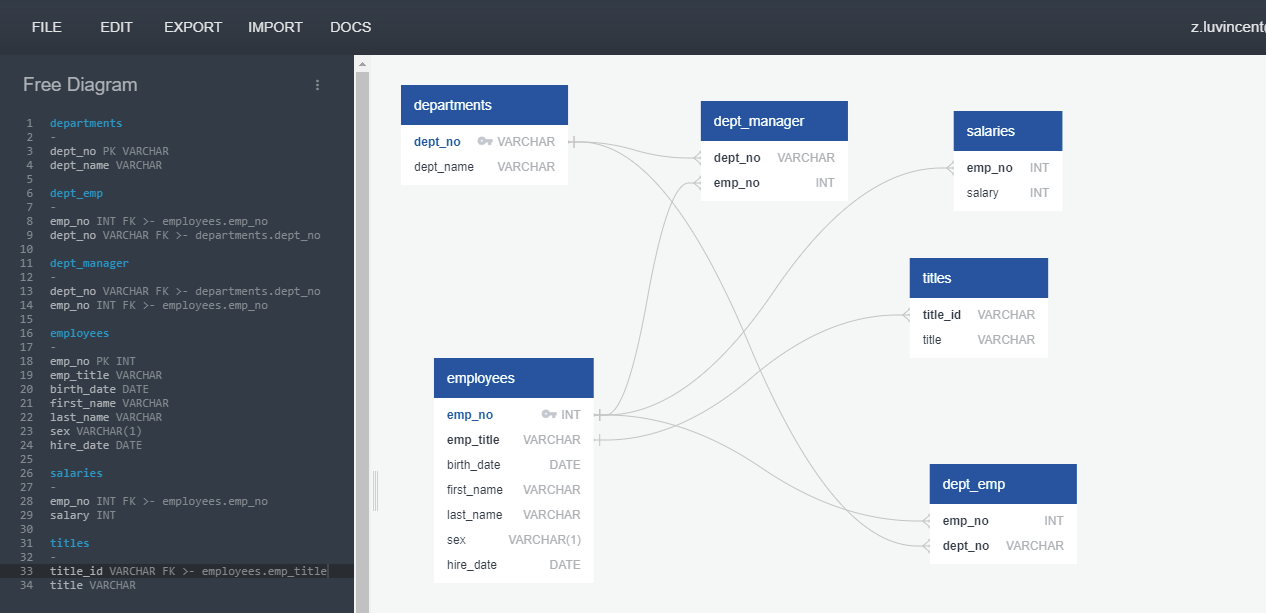 FILE EDIT EXPORT IMPORT DOCS z.luvincent
Free Diagram
1 departments
2 -
3 dept_no PK VARCHAR
4 dept_name VARCHAR
5
6 dept_emp
7 -
8 emp_no INT FK >- employees.emp_no
9 dept_no VARCHAR FK >- departments.dept_no
10
11 dept_manager
12 -
13 dept_no VARCHAR FK >- departments.dept_no
14 emp_no INT FK >- employees.emp_no
15
16 employees
17 -
18 emp_no PK INT
19 emp_title VARCHAR
20 birth_date DATE
21 first_name VARCHAR
22 last_name VARCHAR
23 sex VARCHAR(1)
24 hire_date DATE
25
26 salaries
27 -
28 emp_no INT FK >- employees.emp_no
29 salary INT
30
31 titles
32 -
33 title_id VARCHAR FK >- employees.emp_title
34 title VARCHAR
departments
dept_no VARCHAR
dept_name VARCHAR
dept_manager
dept_no VARCHAR
emp_no INT
salaries
emp_no INT
salary INT
titles
title_id VARCHAR
title VARCHAR
employees
emp_no INT
emp_title VARCHAR
birth_date DATE
first_name VARCHAR
last_name VARCHAR
sex VARCHAR(1)
hire_date DATE
dept_emp
emp_no INT
dept_no VARCHAR